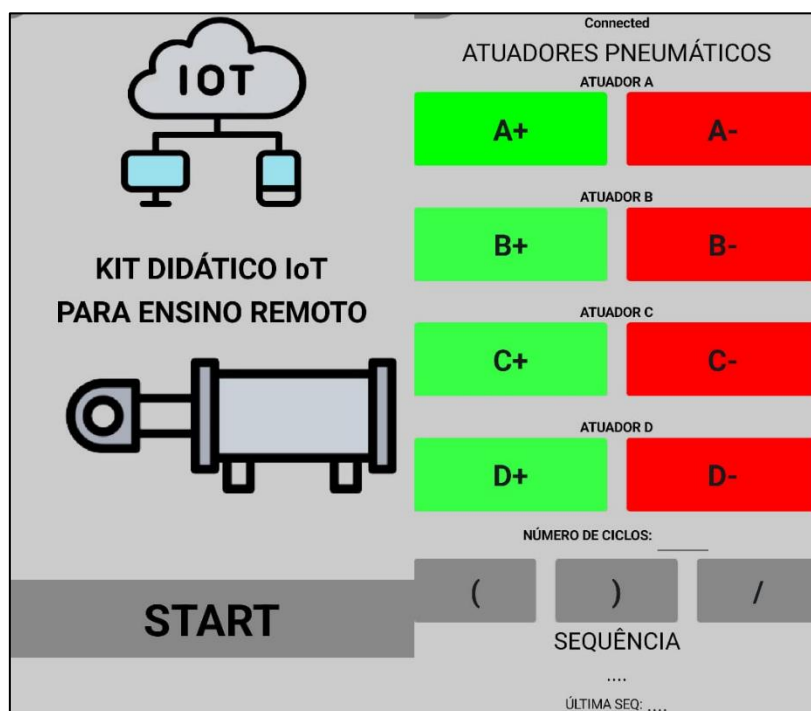 IOT
KIT DIDÁTICO IoT
PARA ENSINO REMOTO
START
Connected
ATUADORES PNEUMÁTICOS
ATUADOR A
A+ A-
ATUADOR B
B+ B-
ATUADOR C
C+ C-
ATUADOR D
D+ D-
NÚMERO DE CICLOS:
( ) /
SEQUÊNCIA
....
ÚLTIMA SEQ: ....